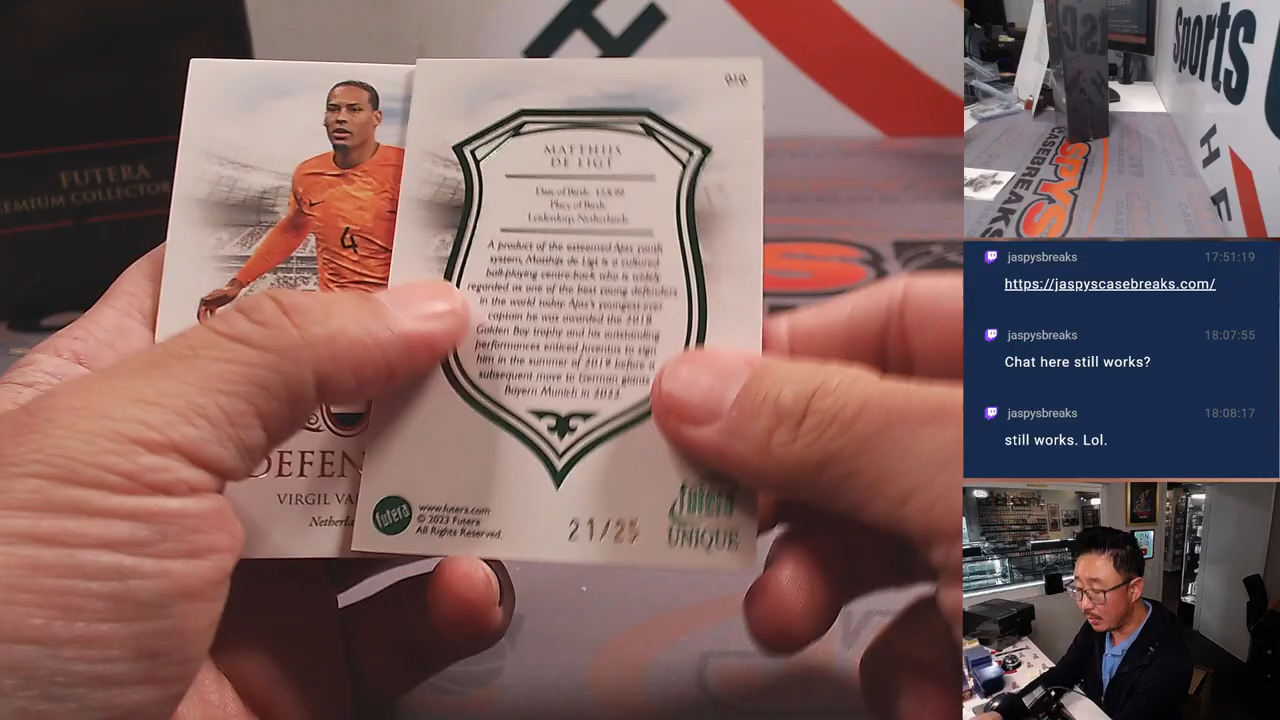 FUTERA
4
DEFEN
VIRGIL VA
Netherla
010
MATTHIJS
DE LIGT
Date of Birth:
Place of Birth:
Leiderdorp, Netherlands
A product of the esteemed Ajax youth
system, Matthijs de Ligt is a cultured
ball-playing centre-back who is widely
regarded as one of the best young defenders
in the world today. Ajax's youngest-ever
captain he was awarded the 2018
Golden Boy trophy and his outstanding
performances enticed Juventus to sign
him in the summer of 2019 before a
subsequent move to German giants
Bayern Munich in 2022.
futera
www.futera.com
© 2023 Futera
All Rights Reserved.
21/25
futera
UNIQUE
Sports
CASEBREAKS
jaspysbreaks 17:51:19
https://jaspyscasebreaks.com/
jaspysbreaks 18:07:55
Chat here still works?
jaspysbreaks 18:08:17
still works. Lol.